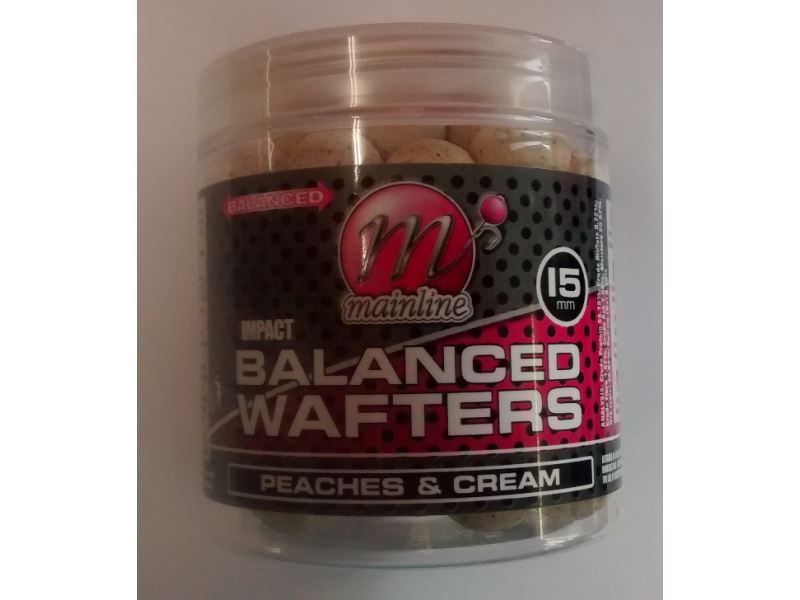 BALANCED
m
mainline
15
mm
IMPACT
BALANCED
WAFTERS
PEACHES & CREAM